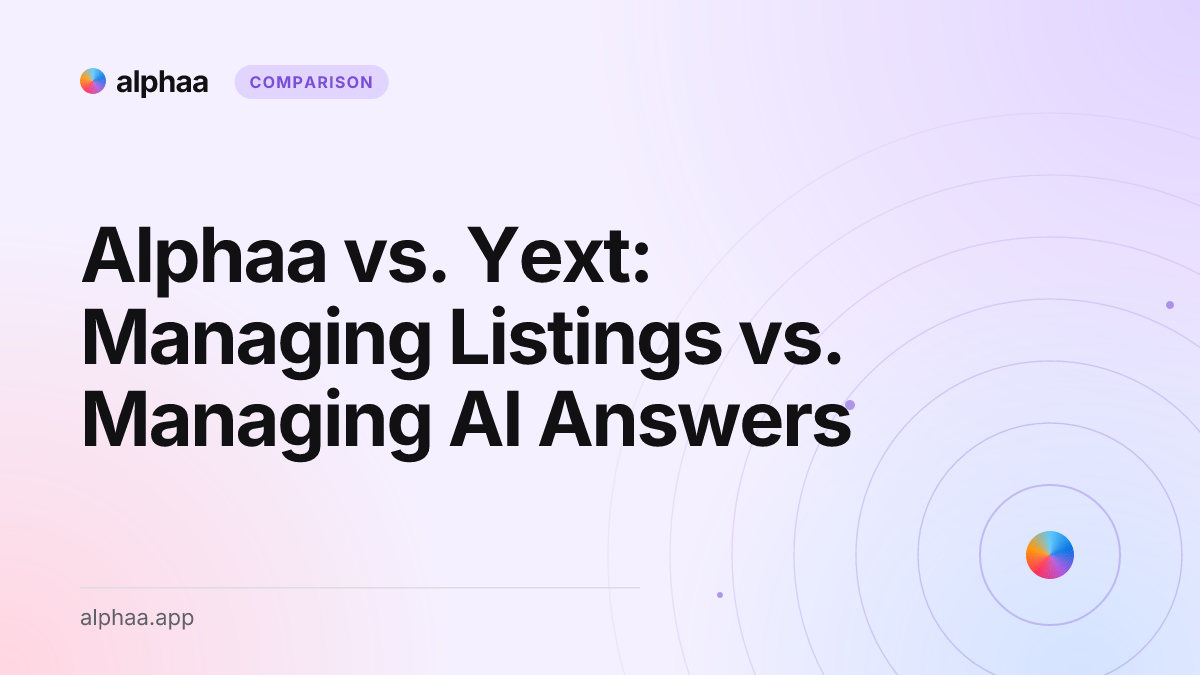 alphaa
COMPARISON
Alphaa vs. Yext:
Managing Listings vs.
Managing AI Answers
alphaa.app